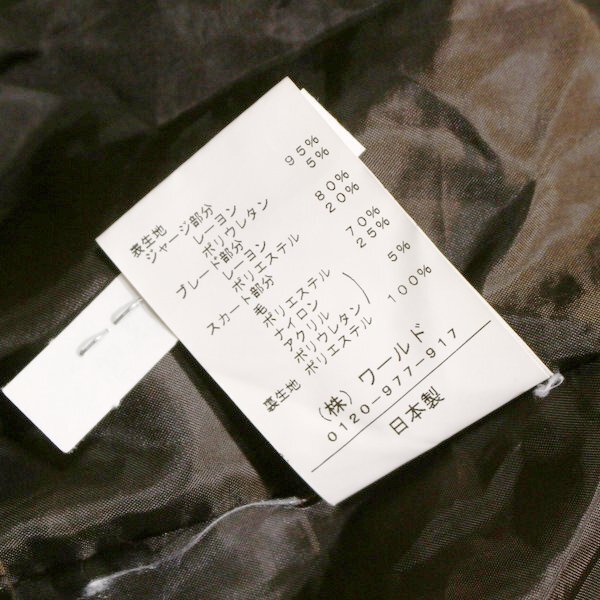 表生地
ジャージ部分
レーヨン 95%
ポリウレタン 5%
ブレード部分
レーヨン 80%
ポリエステル 20%
スカート部分
毛 70%
ポリエステル 25%
ナイロン
アクリル
ポリウレタン) 5%
裏生地 ポリエステル 100%
(株) ワールド
0120-977-917
日本製